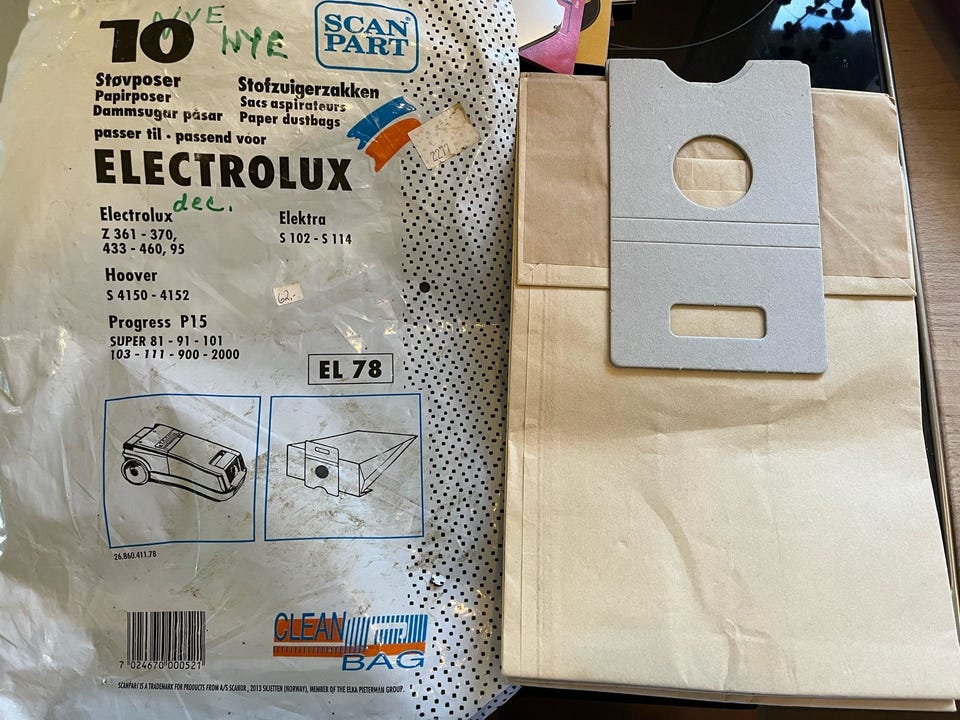 10
NYE
NYE
SCAN
PART
Støvposer
Papirposer
Dammsugar påsar
Stofzuigerzakken
Sacs aspirateurs
Paper dustbags
passer til · passend voor
2272
ELECTROLUX
dec.
Electrolux
Z 361 - 370,
433 - 460, 95
Elektra
S 102 - S 114
Hoover
S 4150 - 4152
62,-
Progress P15
SUPER 81 - 91 - 101
103 - 111 - 900 - 2000
EL 78
26.860.411.78
7 024670 000521
CLEAN
BAG
SCANPART IS A TRADEMARK FOR PRODUCTS FROM A/S SCANOR, 2013 SKJETTEN (NORWAY), MEMBER OF THE ELKA PIETERMAN GROUP.